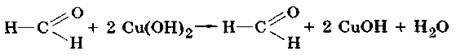 O O
H—C + 2 Cu(OH)₂ → H—C + 2 CuOH + H₂O
H H